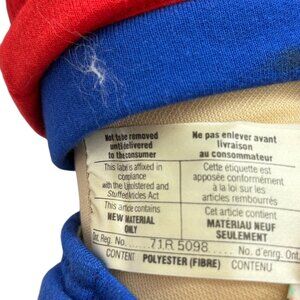 Not to be removed
until delivered
to the consumer
Ne pas enlever avant
livraison
au consommateur
This label is affixed in
compliance
with the Upholstered and
Stuffed Articles Act
Cette étiquette est
apposée conformément
à la loi sur les
articles rembourrés
This article contains
NEW MATERIAL
ONLY
Cet article contient
MATERIAU NEUF
SEULEMENT
Ont. Reg. No. 71R 5098 No. d'enrg. Ont.
CONTENT POLYESTER (FIBRE) CONTENU